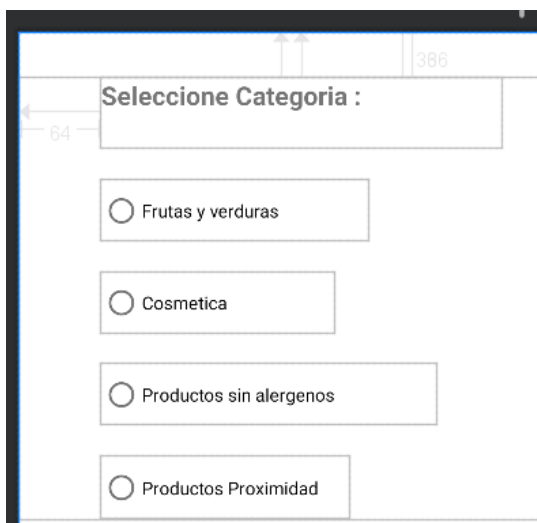 386
Seleccione Categoria :
64
Frutas y verduras
Cosmetica
Productos sin alergenos
Productos Proximidad